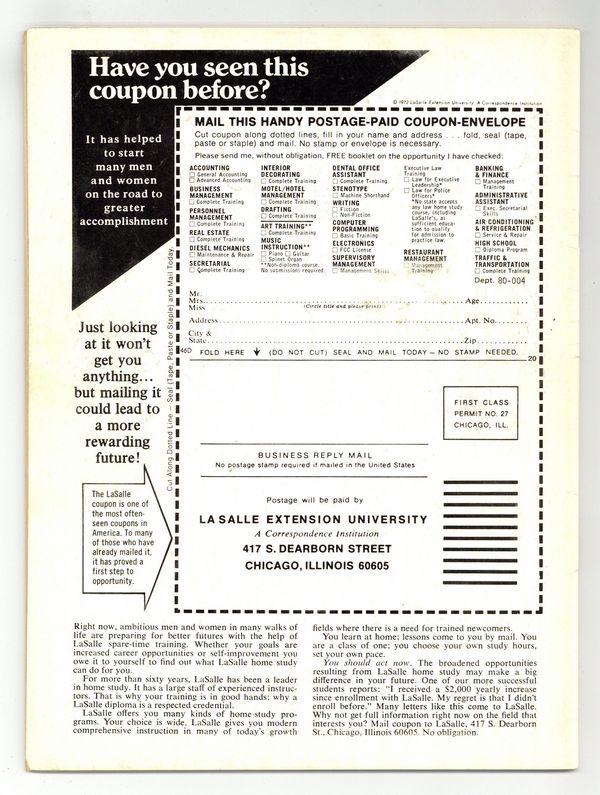 Have you seen this
coupon before?
© 1972 LaSalle Extension University A Correspondence Institution
It has helped
to start
many men
and women
on the road to
greater
accomplishment
MAIL THIS HANDY POSTAGE-PAID COUPON-ENVELOPE
Cut coupon along dotted lines, fill in your name and address . . . fold, seal (tape,
paste or staple) and mail. No stamp or envelope is necessary.
Please send me, without obligation, FREE booklet on the opportunity I have checked:
ACCOUNTING
General Accounting
Advanced Accounting
BUSINESS
MANAGEMENT
Complete Training
PERSONNEL
MANAGEMENT
Complete Training
REAL ESTATE
Complete Training
DIESEL MECHANICS
Maintenance & Repair
SECRETARIAL
Complete Training
INTERIOR
DECORATING
Complete Training
MOTEL/HOTEL
MANAGEMENT
Complete Training
DRAFTING
Complete Training
ART TRAINING**
Complete Training
MUSIC
INSTRUCTION**
Piano Guitar
Spinet Organ
**Non-diploma course.
No submissions required.
DENTAL OFFICE
ASSISTANT
Complete Training
STENOTYPE
Machine Shorthand
WRITING
Fiction
Non-Fiction
COMPUTER
PROGRAMMING
Basic Training
ELECTRONICS
FCC License
SUPERVISORY
MANAGEMENT
Management Skills
Executive Law
Training
Law for Executive
Leadership*
Law for Police
Officers*
*No state accepts
any law home study
course, including
LaSalle's, as
sufficient educa-
tion to qualify
for admission to
practice law.
RESTAURANT
MANAGEMENT
Management
Training
BANKING
& FINANCE
Management
Training
ADMINISTRATIVE
ASSISTANT
Exec. Secretarial
Skills
AIR CONDITIONING
& REFRIGERATION
Service & Repair
HIGH SCHOOL
Diploma Program
TRAFFIC &
TRANSPORTATION
Complete Training
Dept. 80-004
Mr.
Mrs. Age
Miss (Circle title and please print)
Address Apt. No.
City &
State Zip
46D FOLD HERE (DO NOT CUT) SEAL AND MAIL TODAY — NO STAMP NEEDED. 20
Cut Along Dotted Line — Seal (Tape, Paste or Staple) and Mail Today
Just looking
at it won't
get you
anything...
but mailing it
could lead to
a more
rewarding
future!
The LaSalle
coupon is one of
the most often-
seen coupons in
America. To many
of those who have
already mailed it,
it has proved a
first step to
opportunity.
FIRST CLASS
PERMIT NO. 27
CHICAGO, ILL.
BUSINESS REPLY MAIL
No postage stamp required if mailed in the United States
Postage will be paid by
LA SALLE EXTENSION UNIVERSITY
A Correspondence Institution
417 S. DEARBORN STREET
CHICAGO, ILLINOIS 60605
Right now, ambitious men and women in many walks of
life are preparing for better futures with the help of
LaSalle spare-time training. Whether your goals are
increased career opportunities or self-improvement you
owe it to yourself to find out what LaSalle home study
can do for you.
For more than sixty years, LaSalle has been a leader
in home study. It has a large staff of experienced instruc-
tors. That is why your training is in good hands; why a
LaSalle diploma is a respected credential.
LaSalle offers you many kinds of home-study pro-
grams. Your choice is wide. LaSalle gives you modern
comprehensive instruction in many of today's growth
fields where there is a need for trained newcomers.
You learn at home; lessons come to you by mail. You
are a class of one; you choose your own study hours,
set your own pace.
You should act now. The broadened opportunities
resulting from LaSalle home study may make a big
difference in your future. One of our more successful
students reports: "I received a $2,000 yearly increase
since enrollment with LaSalle. My regret is that I didn't
enroll before." Many letters like this come to LaSalle.
Why not get full information right now on the field that
interests you? Mail coupon to LaSalle, 417 S. Dearborn
St., Chicago, Illinois 60605. No obligation.